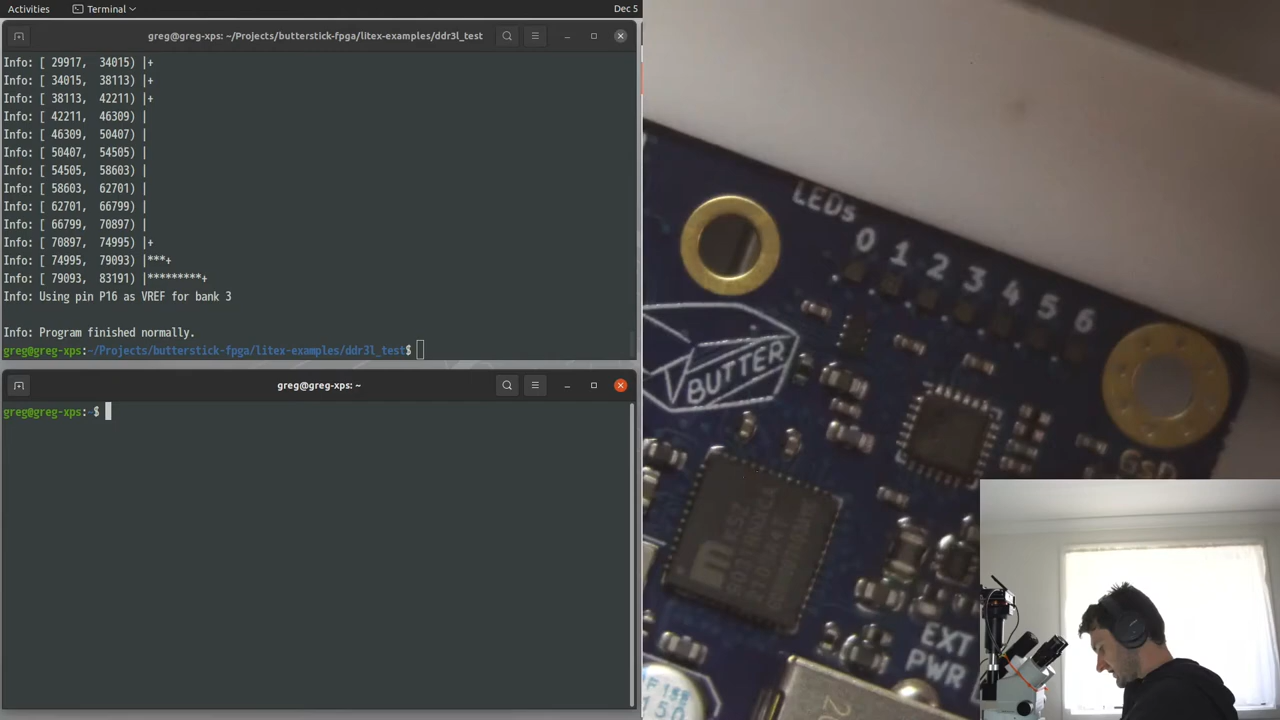 Activities
Terminal
Dec 5
greg@greg-xps: ~/Projects/butterstick-fpga/litex-examples/ddr3l_test
Info: [ 29917, 34015) |+
Info: [ 34015, 38113) |+
Info: [ 38113, 42211) |+
Info: [ 42211, 46309) |
Info: [ 46309, 50407) |
Info: [ 50407, 54505) |
Info: [ 54505, 58603) |
Info: [ 58603, 62701) |
Info: [ 62701, 66799) |
Info: [ 66799, 70897) |
Info: [ 70897, 74995) |+
Info: [ 74995, 79093) |***+
Info: [ 79093, 83191) |*********+
Info: Using pin P16 as VREF for bank 3
Info: Program finished normally.
greg@greg-xps:~/Projects/butterstick-fpga/litex-examples/ddr3l_test$
greg@greg-xps: ~
greg@greg-xps:~$
LEDs
0 1 2 3 4 5 6
BUTTER
GSD
KSZ
EXT
PWR
150